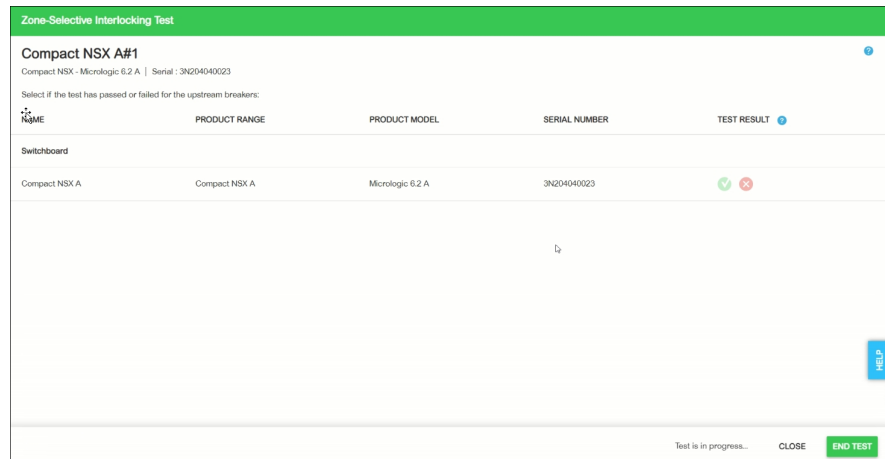 Zone-Selective Interlocking Test
Compact NSX A#1
Compact NSX - Micrologic 6.2 A | Serial : 3N204040023
Select if the test has passed or failed for the upstream breakers:
NAME PRODUCT RANGE PRODUCT MODEL SERIAL NUMBER TEST RESULT ?
Switchboard
Compact NSX A Compact NSX A Micrologic 6.2 A 3N204040023
HELP
Test is in progress... CLOSE END TEST